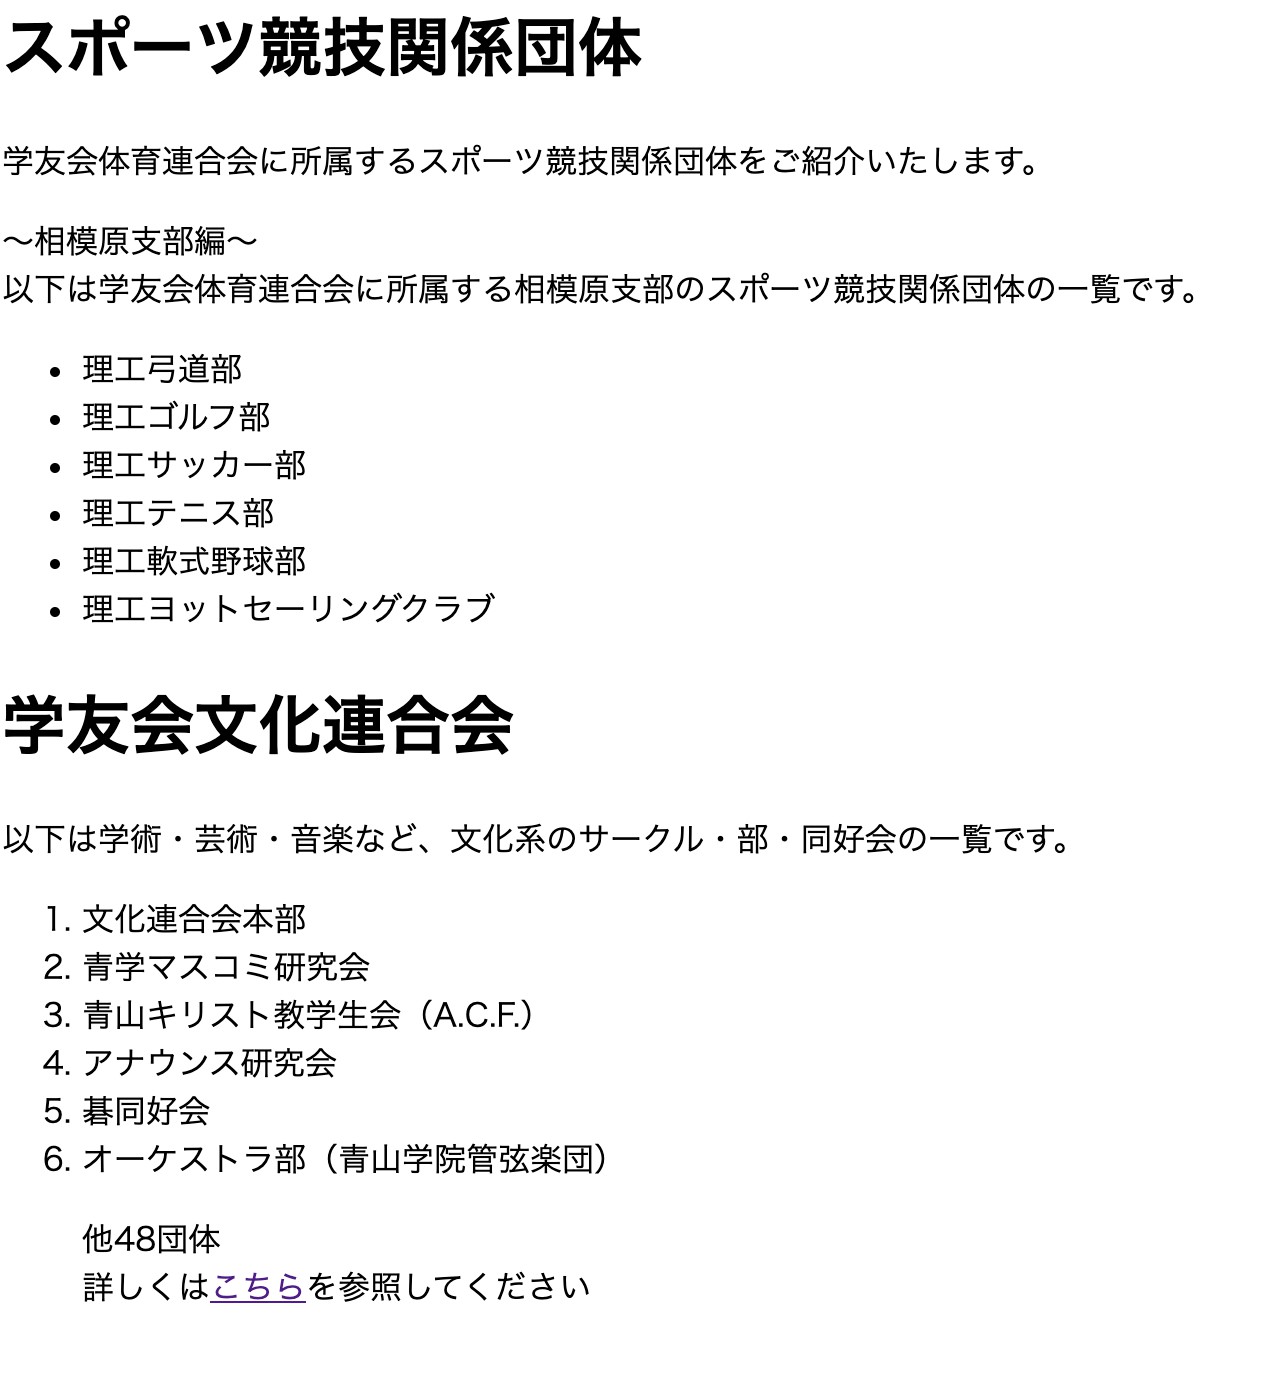 スポーツ競技関係団体
学友会体育連合会に所属するスポーツ競技関係団体をご紹介いたします。
〜相模原支部編〜
以下は学友会体育連合会に所属する相模原支部のスポーツ競技関係団体の一覧です。
• 理工弓道部
• 理工ゴルフ部
• 理工サッカー部
• 理工テニス部
• 理工軟式野球部
• 理工ヨットセーリングクラブ
学友会文化連合会
以下は学術・芸術・音楽など、文化系のサークル・部・同好会の一覧です。
1. 文化連合会本部
2. 青学マスコミ研究会
3. 青山キリスト教学生会（A.C.F.）
4. アナウンス研究会
5. 碁同好会
6. オーケストラ部（青山学院管弦楽団）
他48団体
詳しくはこちらを参照してください